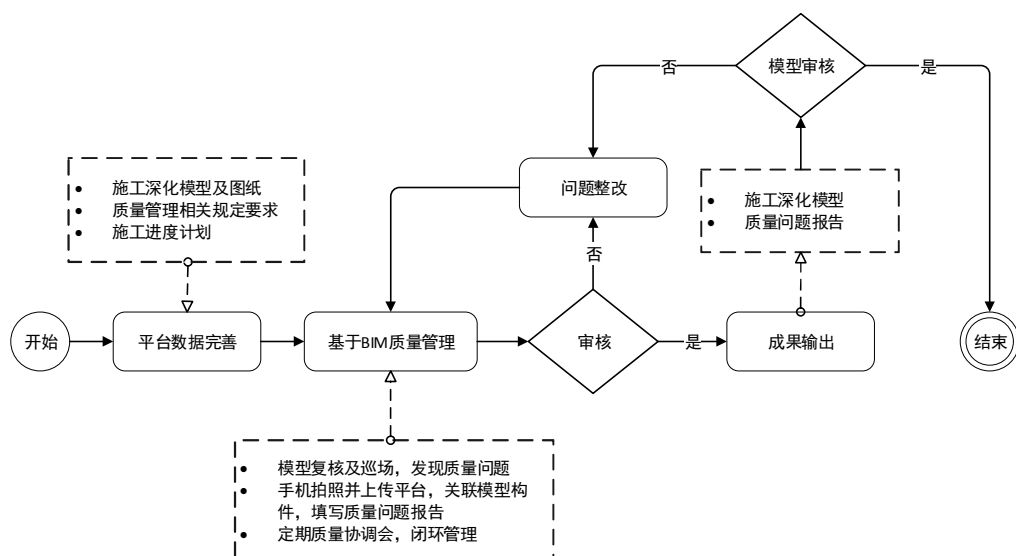 否
模型审核
是
施工深化模型及图纸
质量管理相关规定要求
施工进度计划
问题整改
施工深化模型
质量问题报告
否
开始
平台数据完善
基于BIM质量管理
审核
是
成果输出
结束
模型复核及巡场，发现质量问题
手机拍照并上传平台，关联模型构
件，填写质量问题报告
定期质量协调会，闭环管理